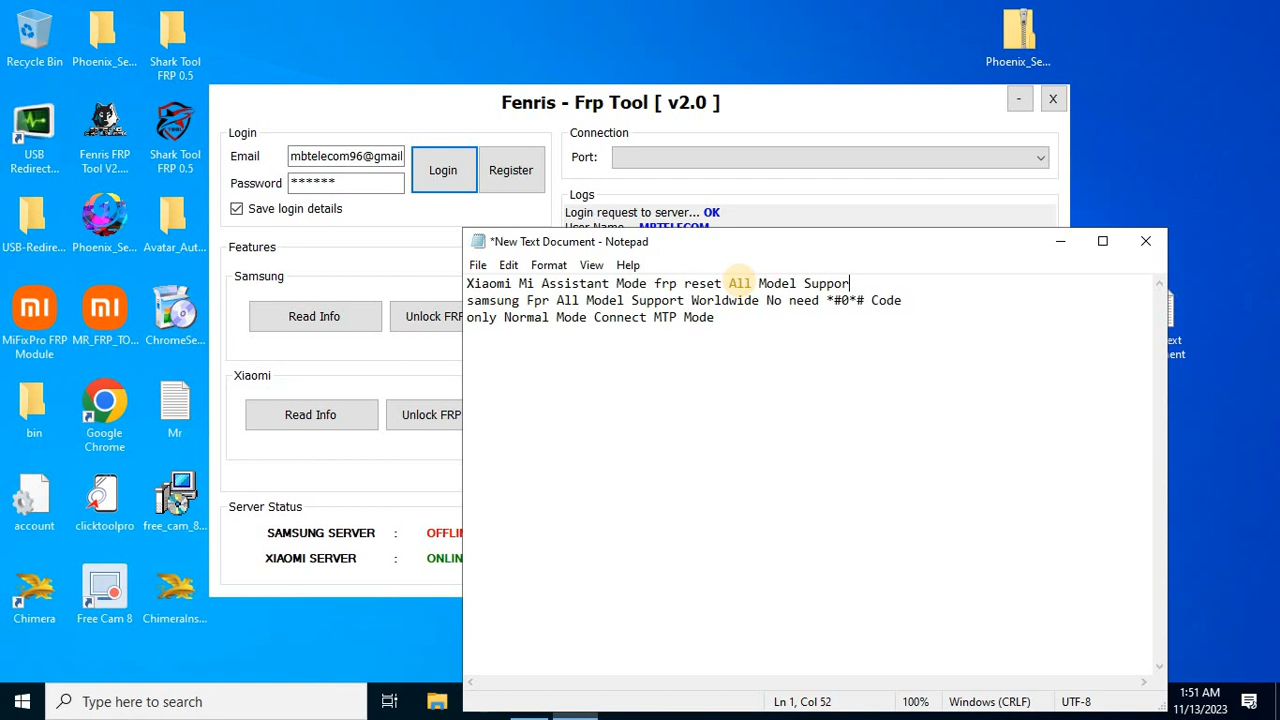 Recycle Bin
Phoenix_Se...
Shark Tool
FRP 0.5
Phoenix_Se...
USB
Redirect...
Fenris FRP
Tool V2....
Shark Tool
FRP 0.5
USB-Redire...
Phoenix_Se...
Avatar_Aut...
MiFixPro FRP
Module
MR_FRP_TO...
ChromeSe...
bin
Google
Chrome
Mr
account
clicktoolpro
free_cam_8...
Chimera
Free Cam 8
ChimeraIns...
Fenris - Frp Tool [ v2.0 ]
-
X
Login
Email
mbtelecom96@gmail
Password
******
Login
Register
Save login details
Connection
Port:
Logs
Login request to server... OK
User Name - MBTELECOM
Features
Samsung
Read Info
Unlock FRP
Xiaomi
Read Info
Unlock FRP
Server Status
SAMSUNG SERVER : OFFLI
XIAOMI SERVER : ONLIN
*New Text Document - Notepad
File Edit Format View Help
Xiaomi Mi Assistant Mode frp reset All Model Suppor
samsung Fpr All Model Support Worldwide No need *#0*# Code
only Normal Mode Connect MTP Mode
Ln 1, Col 52
100%
Windows (CRLF)
UTF-8
Type here to search
1:51 AM
11/13/2023